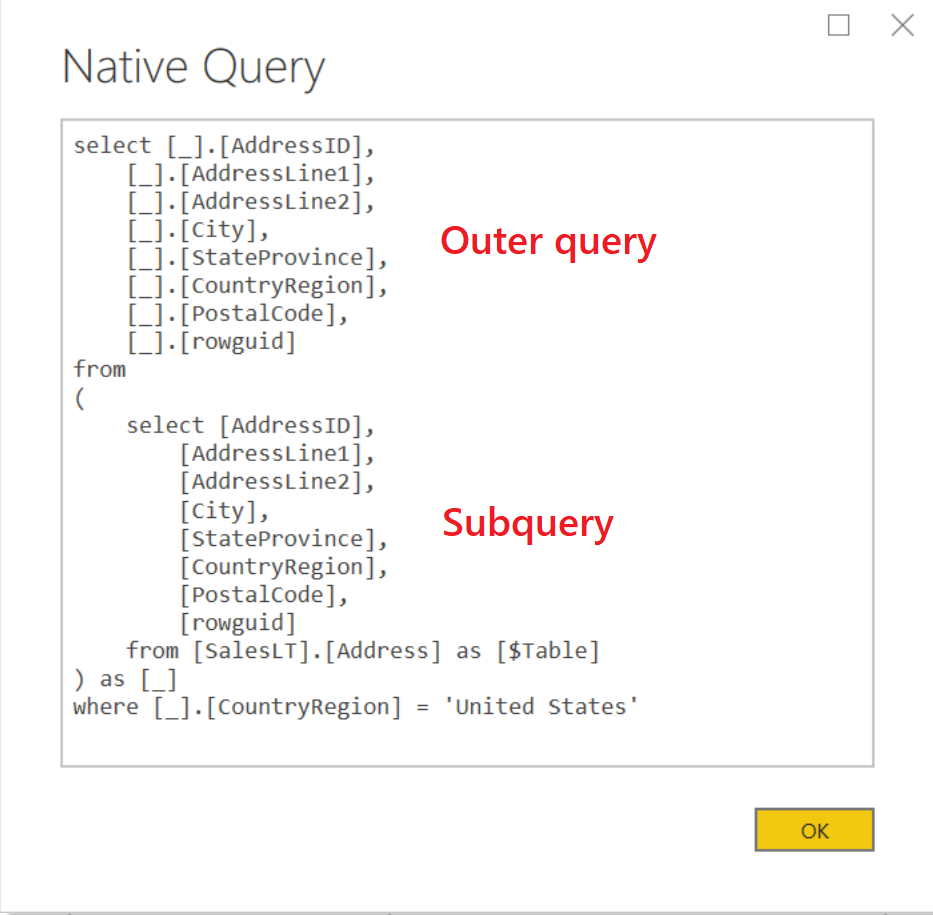 Native Query
select [_].[AddressID],
    [_].[AddressLine1],
    [_].[AddressLine2],
    [_].[City],
    [_].[StateProvince],
    [_].[CountryRegion],
    [_].[PostalCode],
    [_].[rowguid]
from
(
    select [AddressID],
        [AddressLine1],
        [AddressLine2],
        [City],
        [StateProvince],
        [CountryRegion],
        [PostalCode],
        [rowguid]
    from [SalesLT].[Address] as [$Table]
) as [_]
where [_].[CountryRegion] = 'United States'
Outer query
Subquery
OK